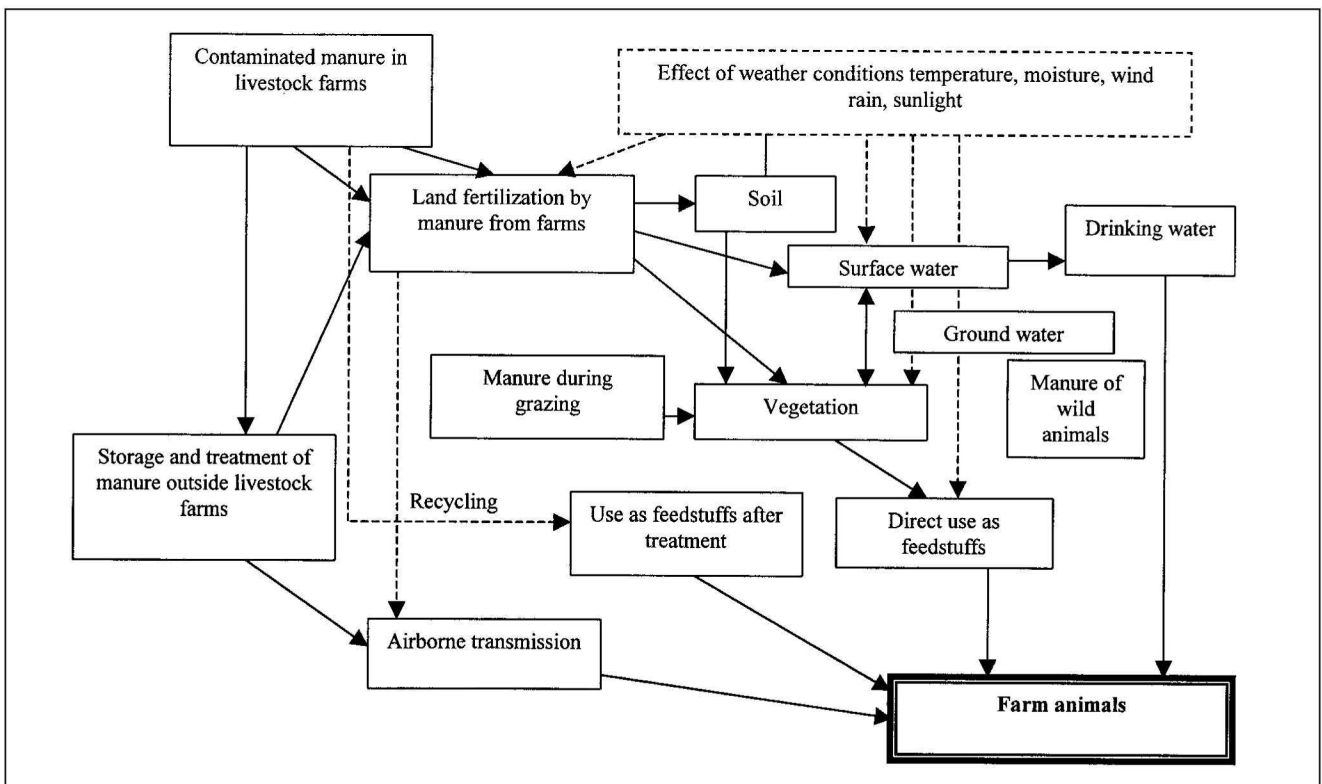 Contaminated manure in
livestock farms
Effect of weather conditions temperature, moisture, wind
rain, sunlight
Land fertilization by
manure from farms
Soil
Drinking water
Surface water
Ground water
Manure during
grazing
Vegetation
Manure of
wild
animals
Storage and treatment of
manure outside livestock
farms
Recycling
Use as feedstuffs after
treatment
Direct use as
feedstuffs
Airborne transmission
Farm animals